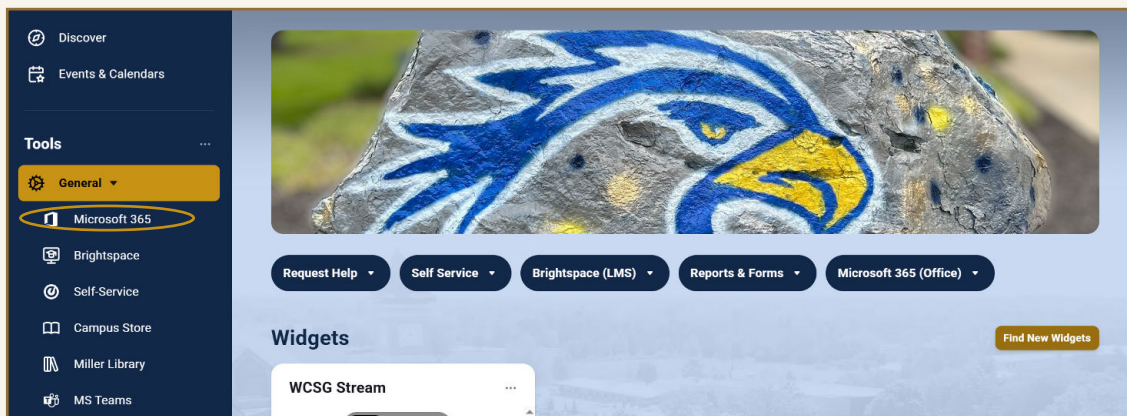 Discover
Events & Calendars
Tools
General
Microsoft 365
Brightspace
Self-Service
Campus Store
Miller Library
MS Teams
Request Help
Self Service
Brightspace (LMS)
Reports & Forms
Microsoft 365 (Office)
Widgets
Find New Widgets
WCSG Stream